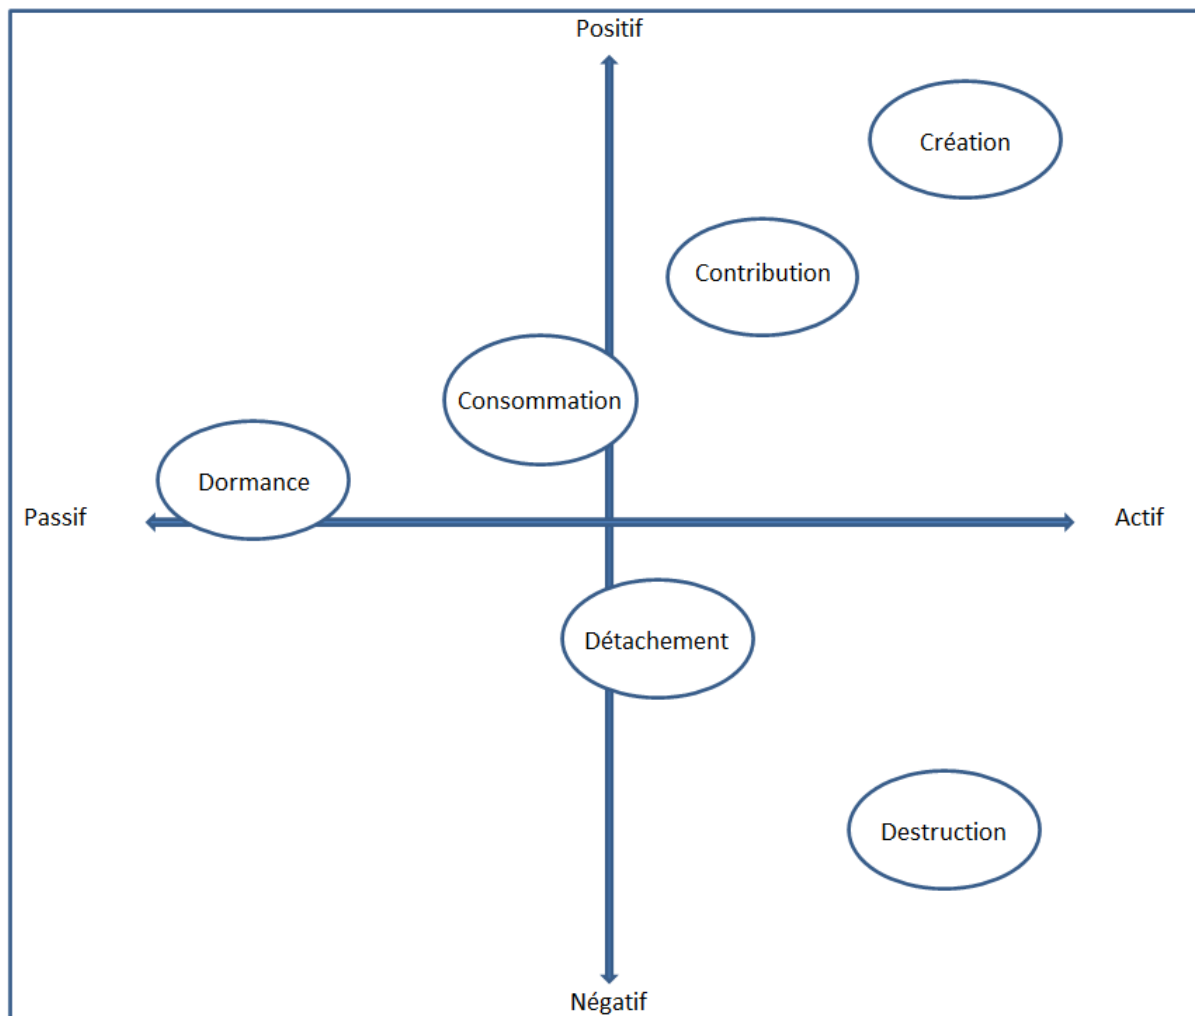 Positif
Création
Contribution
Consommation
Dormance
Passif
Actif
Détachement
Destruction
Négatif